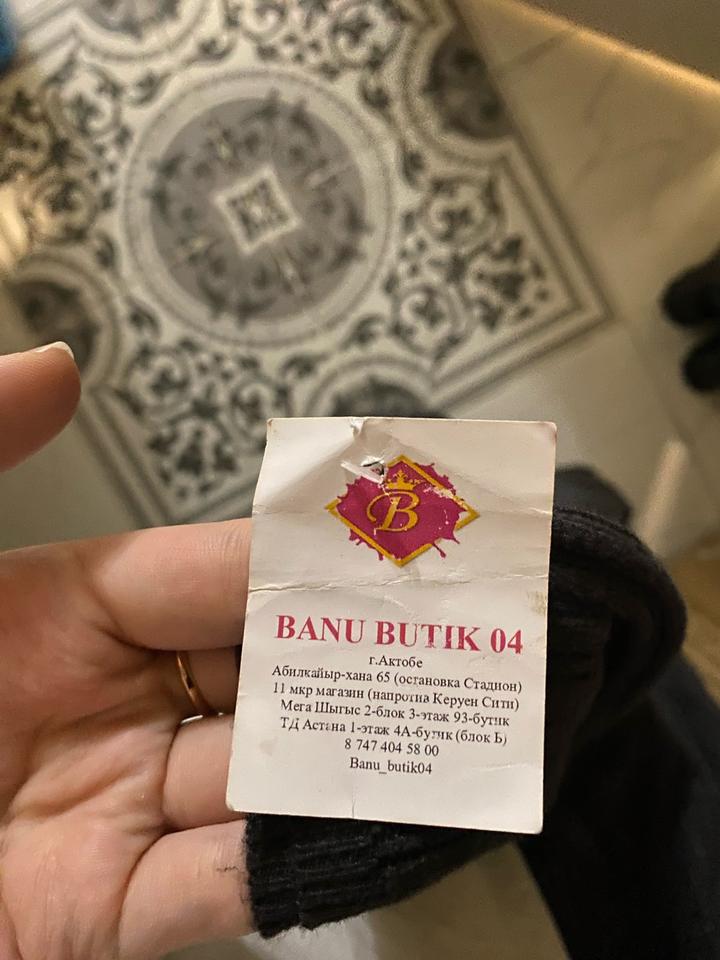 B
BANU BUTIK 04
г.Актобе
Абилкайыр-хана 65 (остановка Стадион)
11 мкр магазин (напротив Керуен Сити)
Мега Шыгыс 2-блок 3-этаж 93-бутик
ТД Астана 1-этаж 4А-бутик (блок Б)
8 747 404 58 00
Banu_butik04